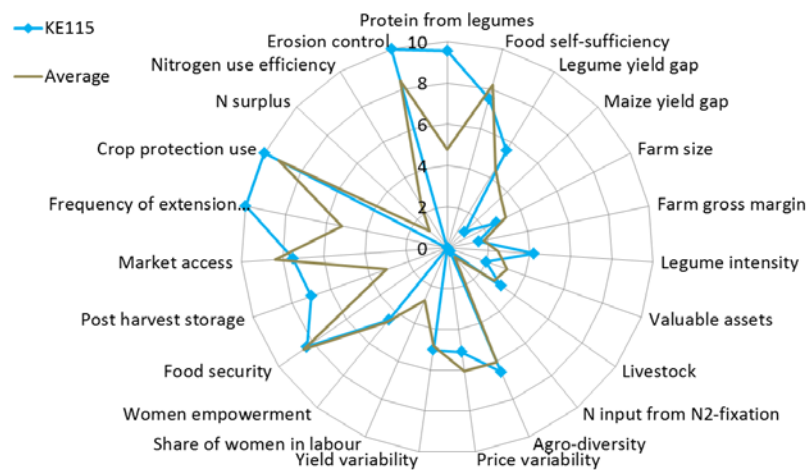 KE115
Average
Protein from legumes
Food self-sufficiency
Legume yield gap
Maize yield gap
Farm size
Farm gross margin
Legume intensity
Valuable assets
Livestock
N input from N2-fixation
Agro-diversity
Price variability
Yield variability
Share of women in labour
Women empowerment
Food security
Post harvest storage
Market access
Frequency of extension...
Crop protection use
N surplus
Nitrogen use efficiency
Erosion control
10
8
6
4
2
0